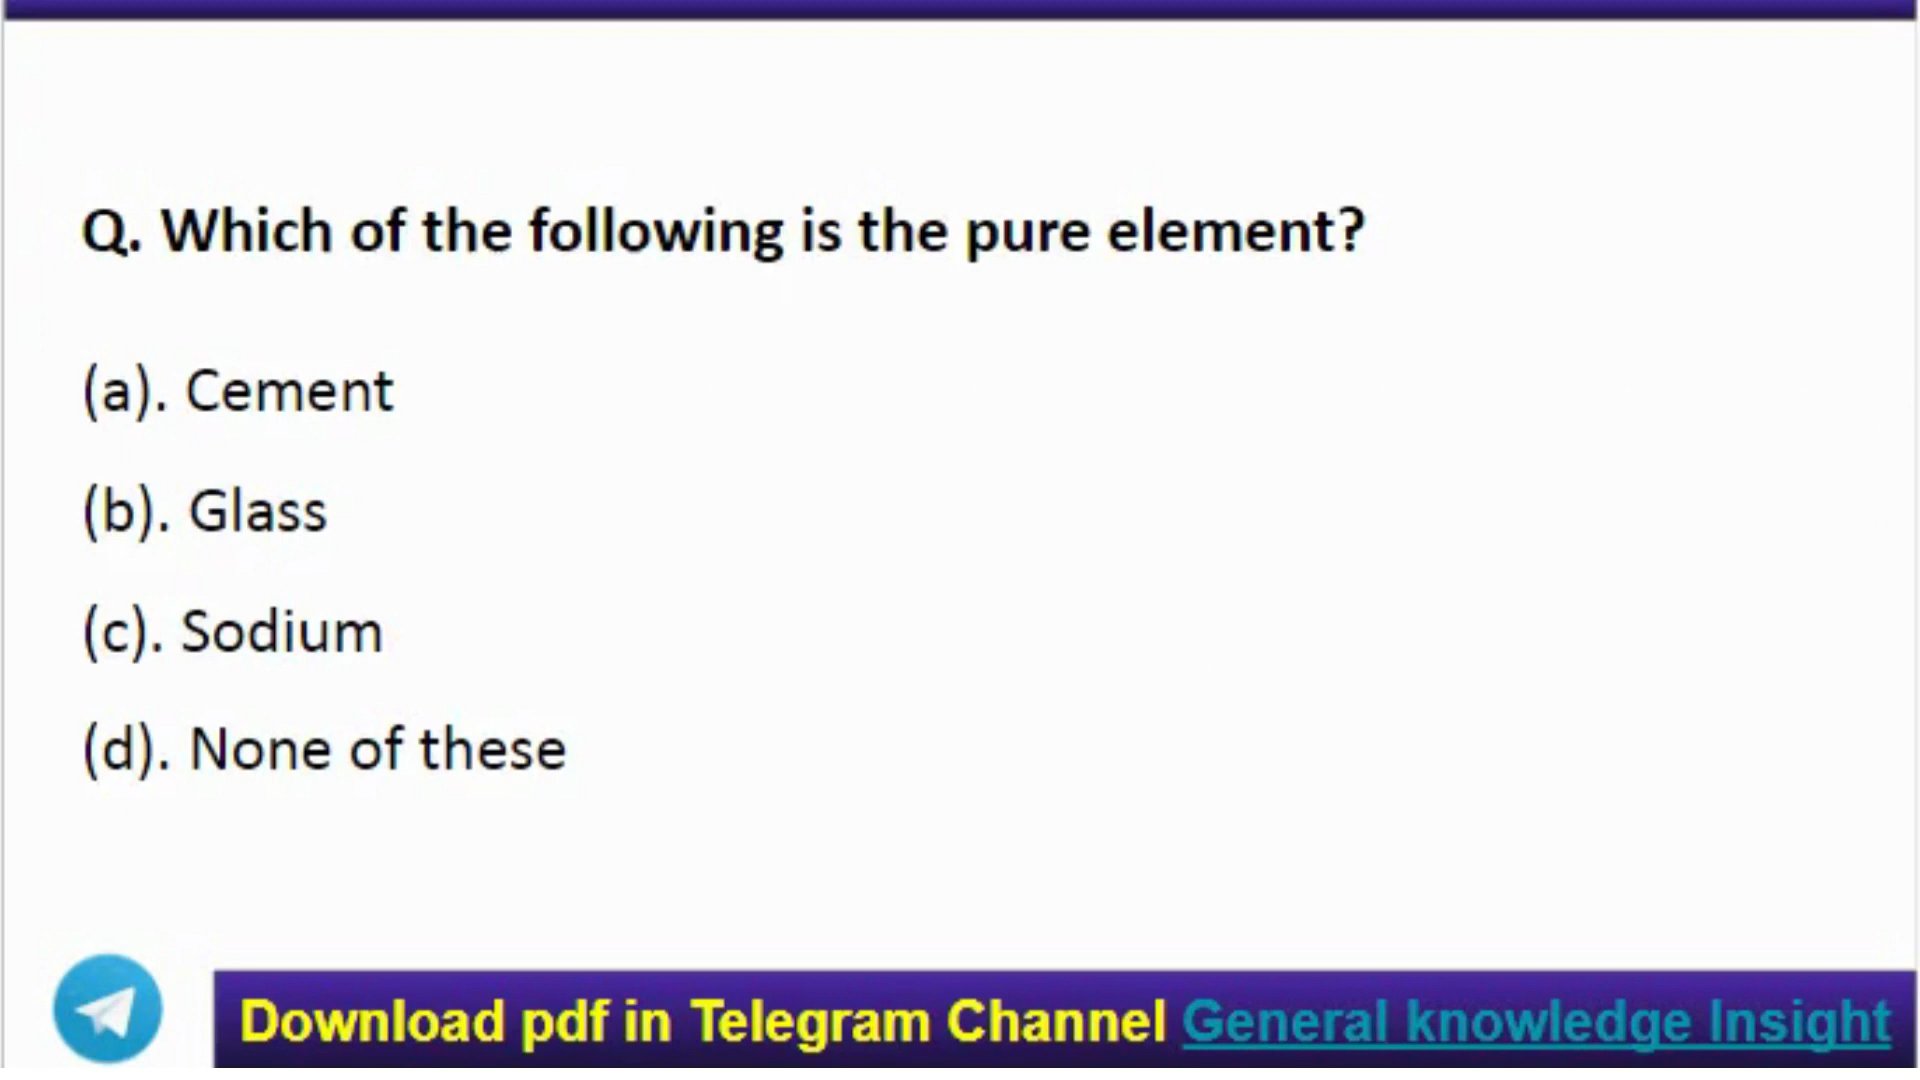 Q. Which of the following is the pure element?
(a). Cement
(b). Glass
(c). Sodium
(d). None of these
Download pdf in Telegram Channel General knowledge Insight